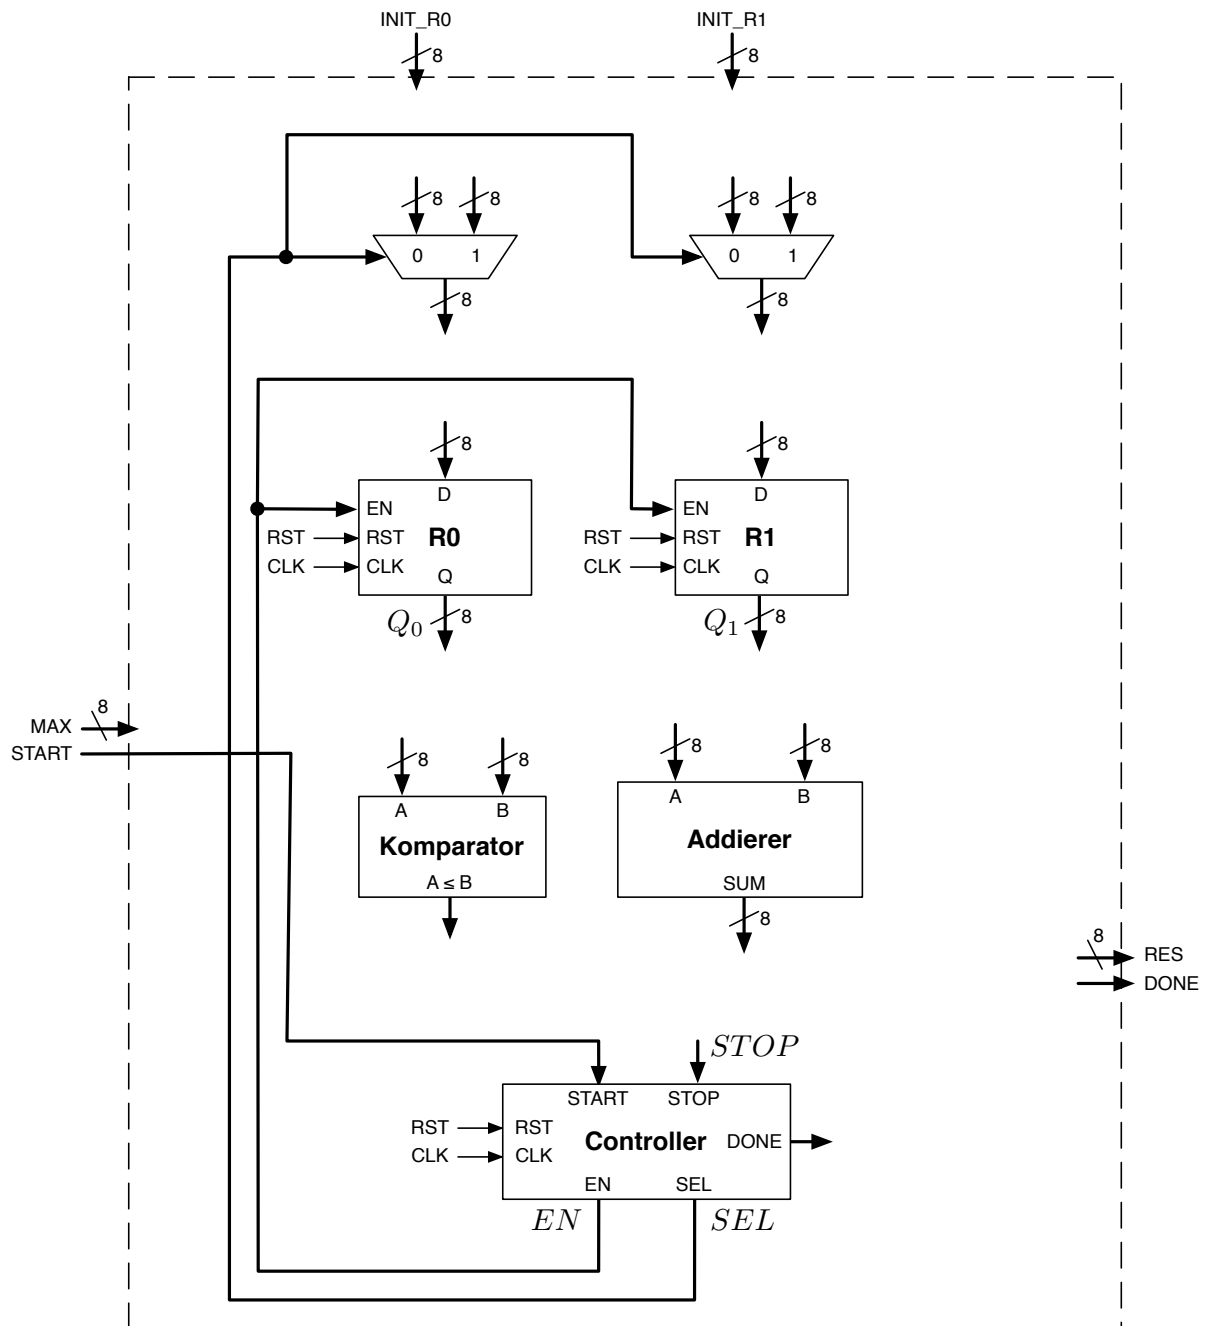 INIT_R0 INIT_R1
8 8
8 8 8 8
0 1 0 1
8 8
8 8
D D
EN EN
RST RST R0 RST RST R1
CLK CLK CLK CLK
Q Q
Q0 8 Q1 8
8
MAX
START
8 8 8 8
A B A B
Komparator Addierer
A ≤ B SUM
8
8
RES
DONE
STOP
START STOP
RST RST
Controller DONE
CLK CLK
EN SEL
EN SEL